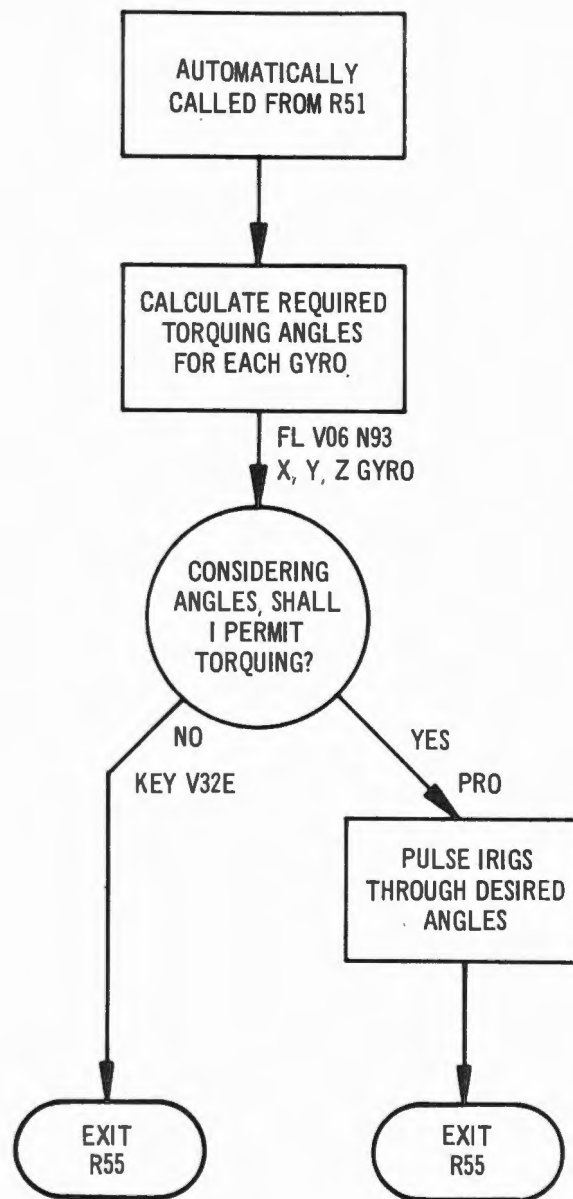 AUTOMATICALLY
CALLED FROM R51
CALCULATE REQUIRED
TORQUING ANGLES
FOR EACH GYRO
FL V06 N93
X, Y, Z GYRO
CONSIDERING
ANGLES, SHALL
I PERMIT
TORQUING?
NO
KEY V32E
YES
PRO
PULSE IRIGS
THROUGH DESIRED
ANGLES
EXIT
R55
EXIT
R55